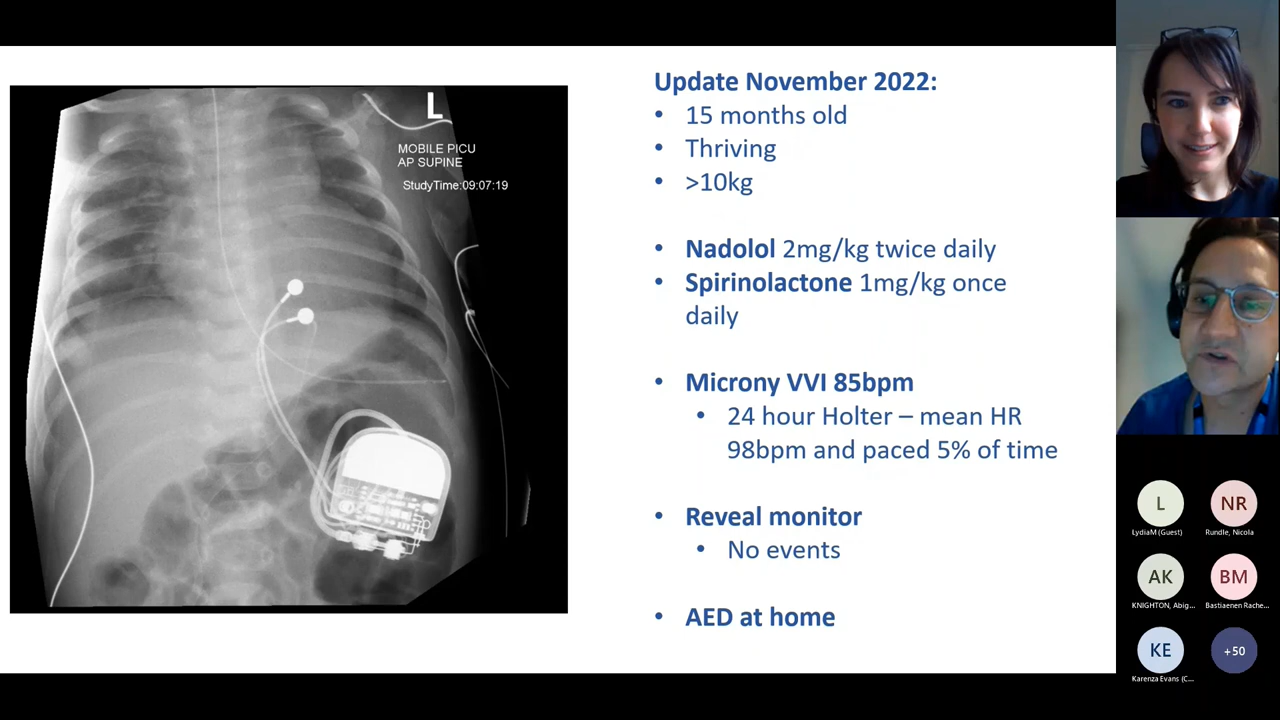 L
MOBILE PICU
AP SUPINE
StudyTime:09:07:19
Update November 2022:
• 15 months old
• Thriving
• >10kg
• Nadolol 2mg/kg twice daily
• Spirinolactone 1mg/kg once
daily
• Microny VVI 85bpm
• 24 hour Holter – mean HR
98bpm and paced 5% of time
• Reveal monitor
• No events
• AED at home
L
LydiaM (Guest)
NR
Rundle, Nicola
AK
KNIGHTON, Abig...
BM
Bastiaenen Rache...
KE
Karenza Evans (C...
+50